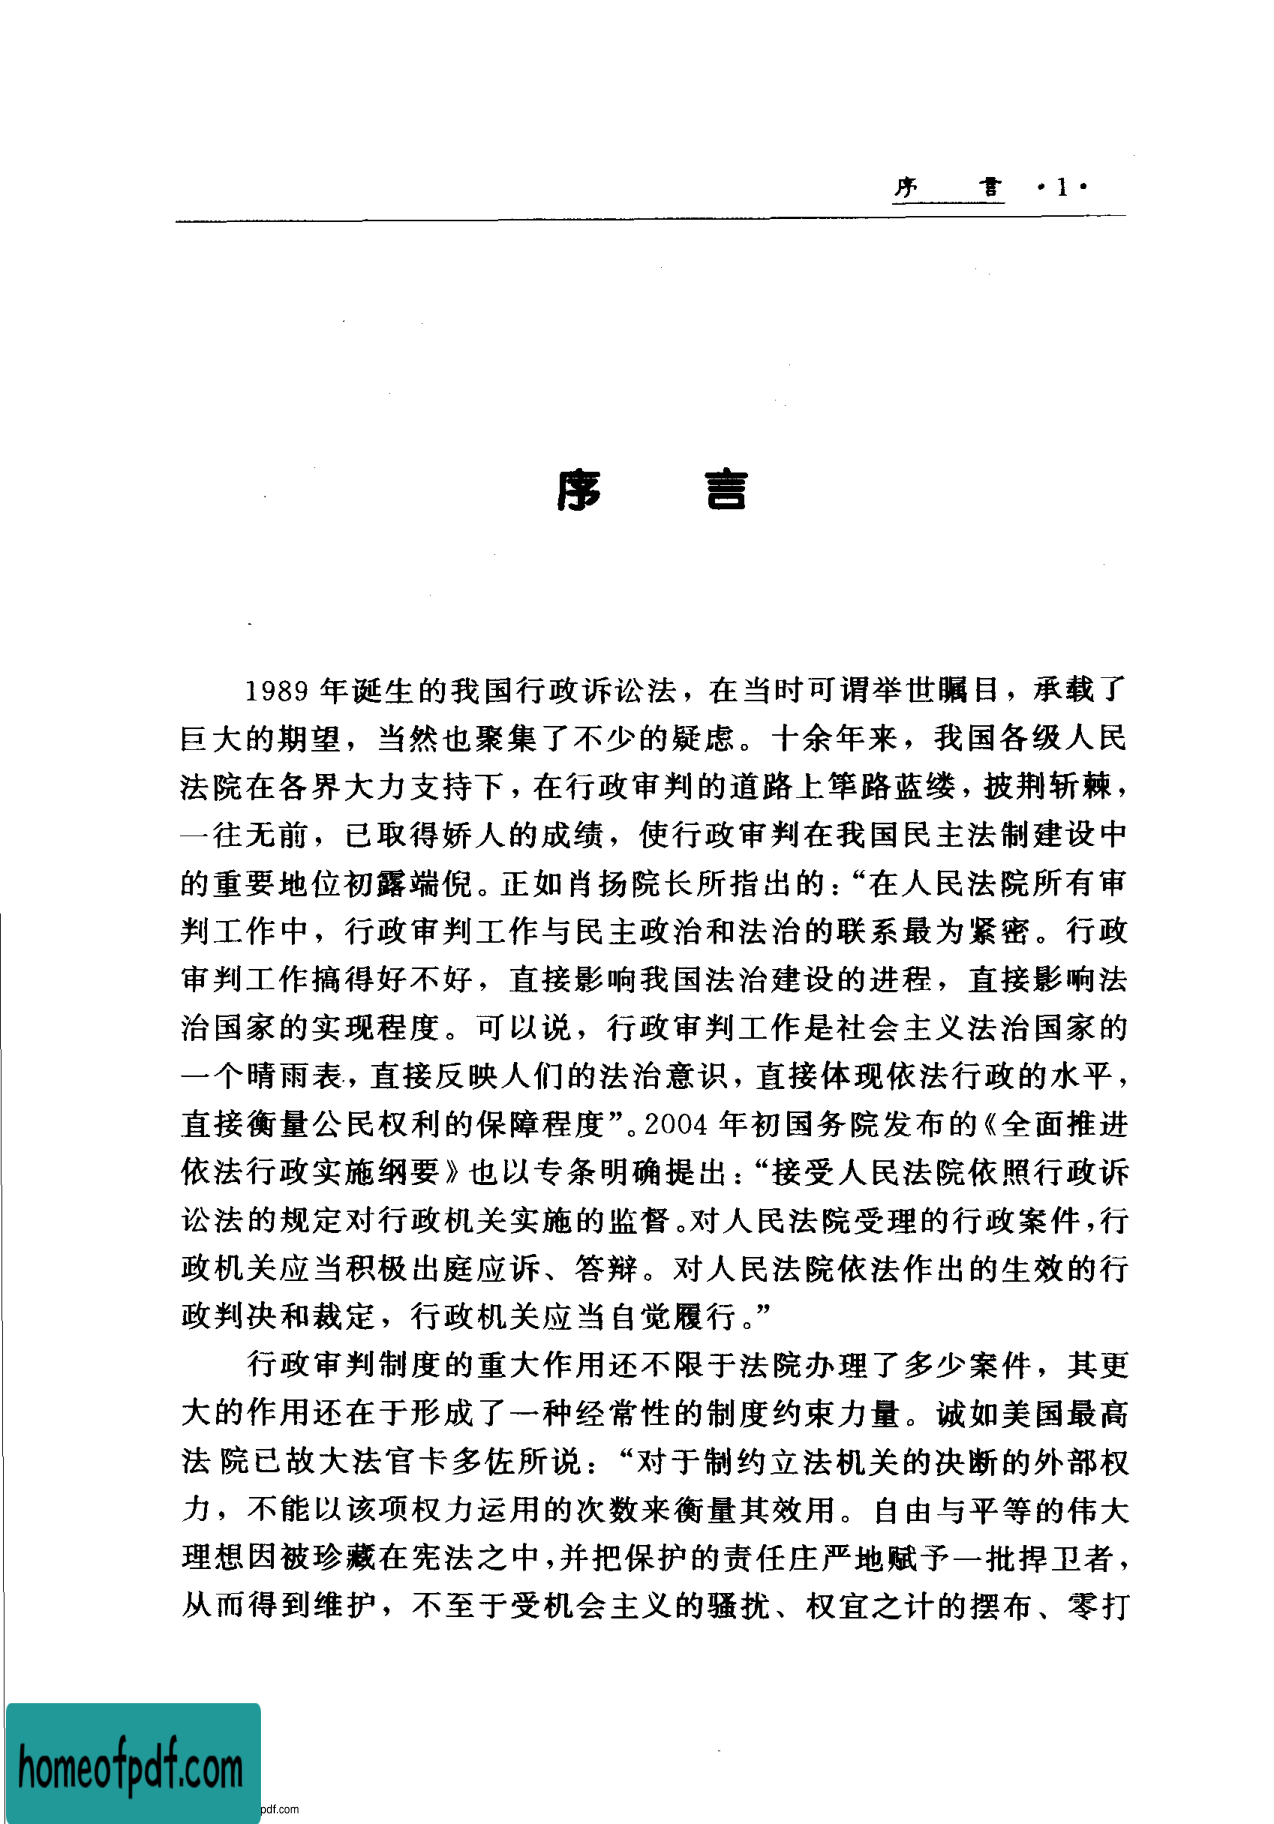 序 言 ·1·
序 言
1989 年诞生的我国行政诉讼法，在当时可谓举世瞩目，承载了
巨大的期望，当然也聚集了不少的疑虑。十余年来，我国各级人民
法院在各界大力支持下，在行政审判的道路上筚路蓝缕，披荆斩棘，
一往无前，已取得娇人的成绩，使行政审判在我国民主法制建设中
的重要地位初露端倪。正如肖扬院长所指出的：“在人民法院所有审
判工作中，行政审判工作与民主政治和法治的联系最为紧密。行政
审判工作搞得好不好，直接影响我国法治建设的进程，直接影响法
治国家的实现程度。可以说，行政审判工作是社会主义法治国家的
一个晴雨表，直接反映人们的法治意识，直接体现依法行政的水平，
直接衡量公民权利的保障程度”。2004 年初国务院发布的《全面推进
依法行政实施纲要》也以专条明确提出：“接受人民法院依照行政诉
讼法的规定对行政机关实施的监督。对人民法院受理的行政案件，行
政机关应当积极出庭应诉、答辩。对人民法院依法作出的生效的行
政判决和裁定，行政机关应当自觉履行。”
行政审判制度的重大作用还不限于法院办理了多少案件，其更
大的作用还在于形成了一种经常性的制度约束力量。诚如美国最高
法院已故大法官卡多佐所说：“对于制约立法机关的决断的外部权
力，不能以该项权力运用的次数来衡量其效用。自由与平等的伟大
理想因被珍藏在宪法之中，并把保护的责任庄严地赋予一批捍卫者，
从而得到维护，不至于受机会主义的骚扰、权宜之计的摆布、零打
homeofpdf.com
pdf.com